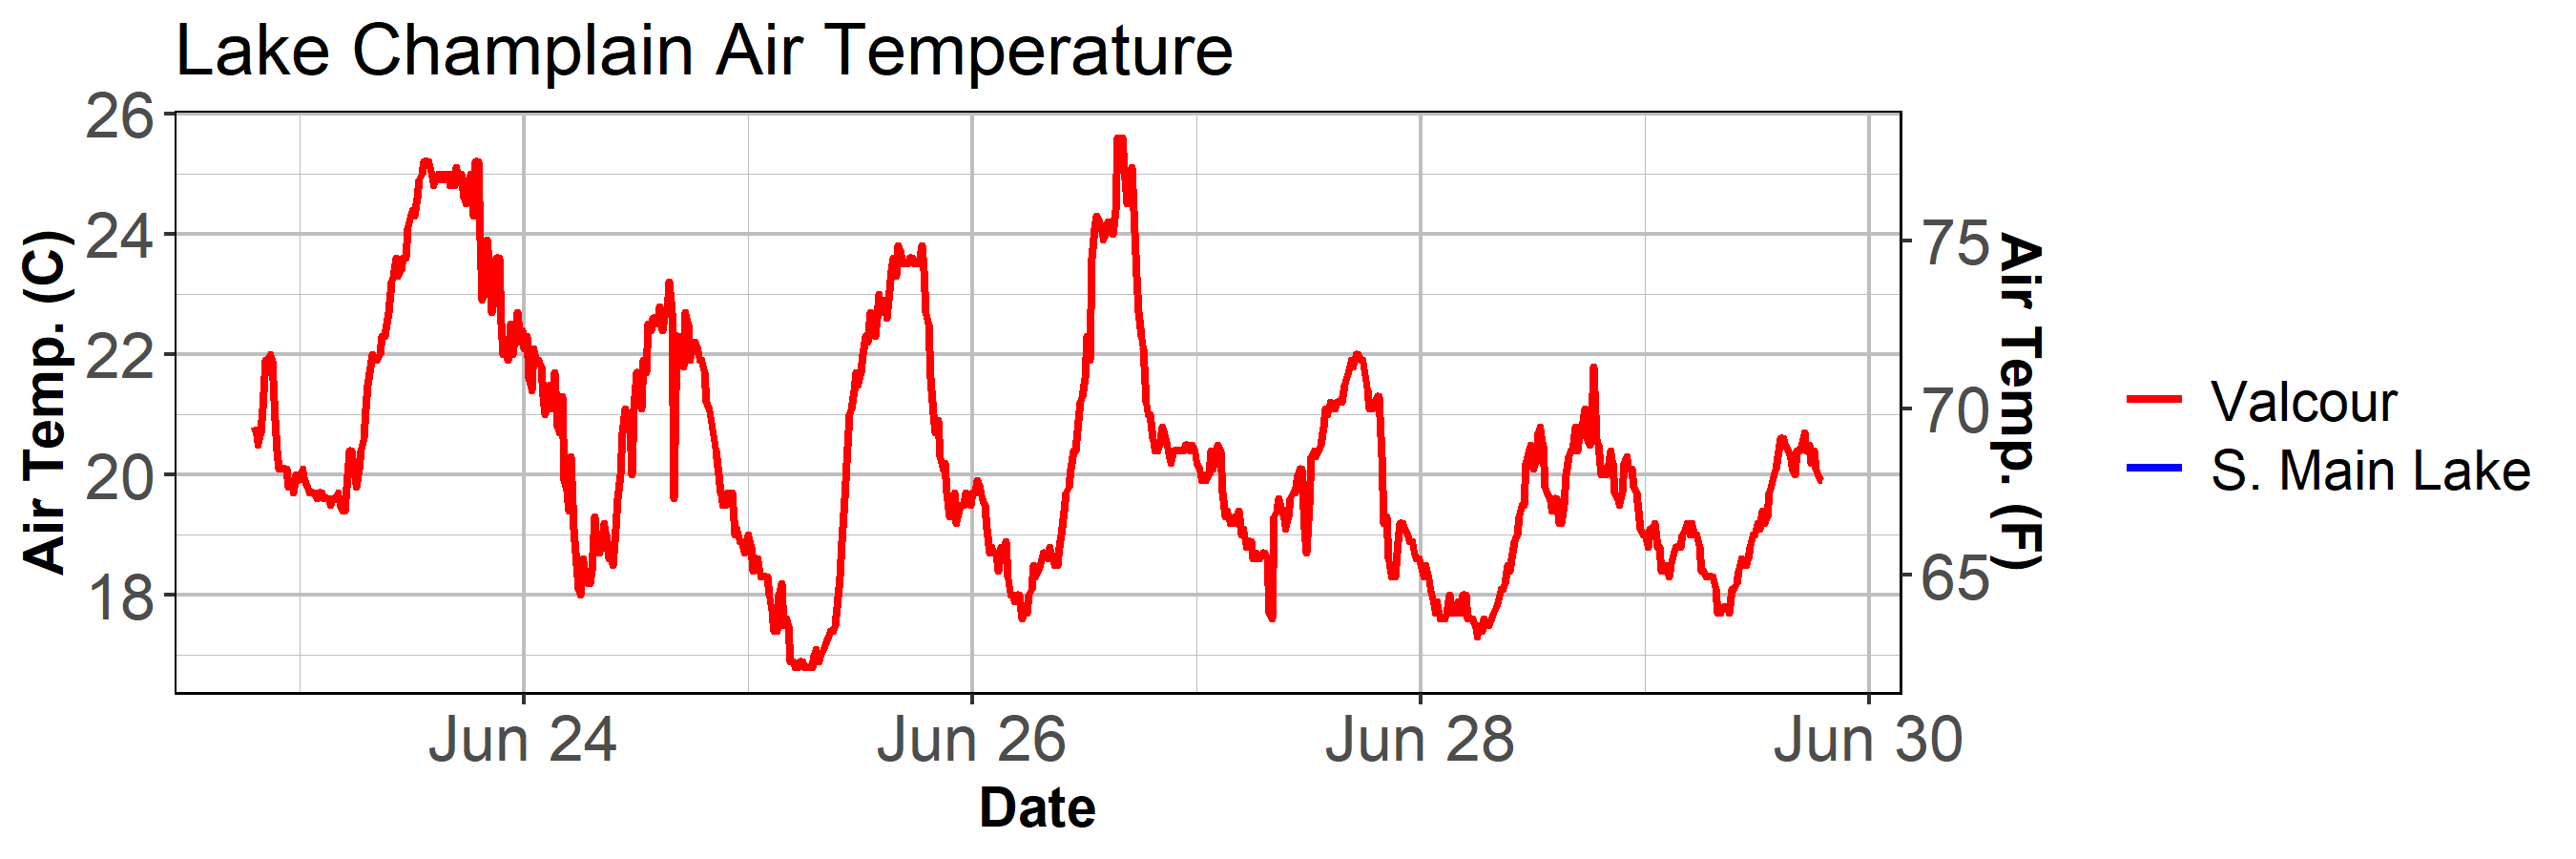 Lake Champlain Air Temperature
Air Temp. (C)
26
24
22
20
18
75
70
65
Air Temp. (F)
Jun 24
Jun 26
Jun 28
Jun 30
Date
Valcour
S. Main Lake